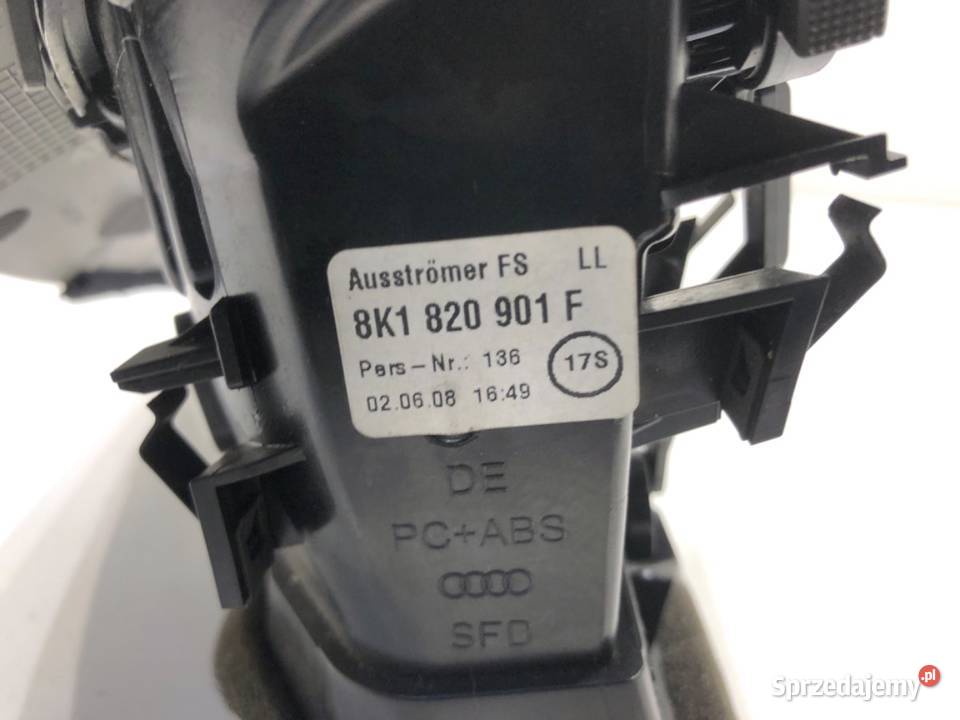 Ausströmer FS LL
8K1 820 901 F
Pers-Nr.: 136 17S
02.06.08 16:49
DE
PC+ABS
SFD
Sprzedajemy.pl